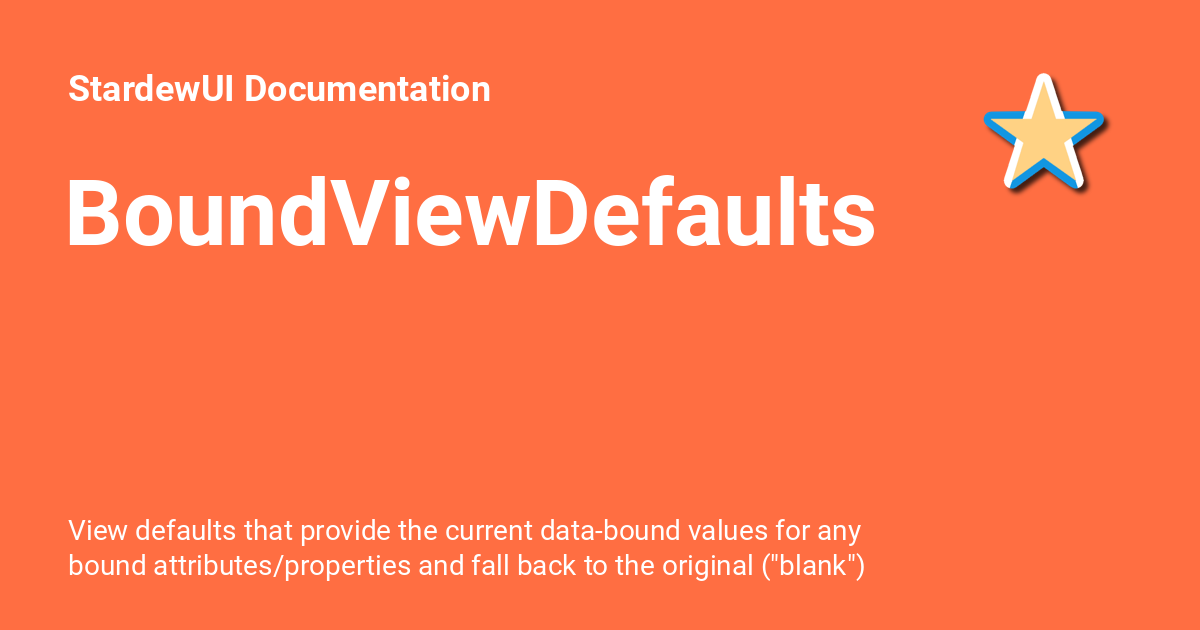 StardewUI Documentation
BoundViewDefaults
View defaults that provide the current data-bound values for any
bound attributes/properties and fall back to the original ("blank")